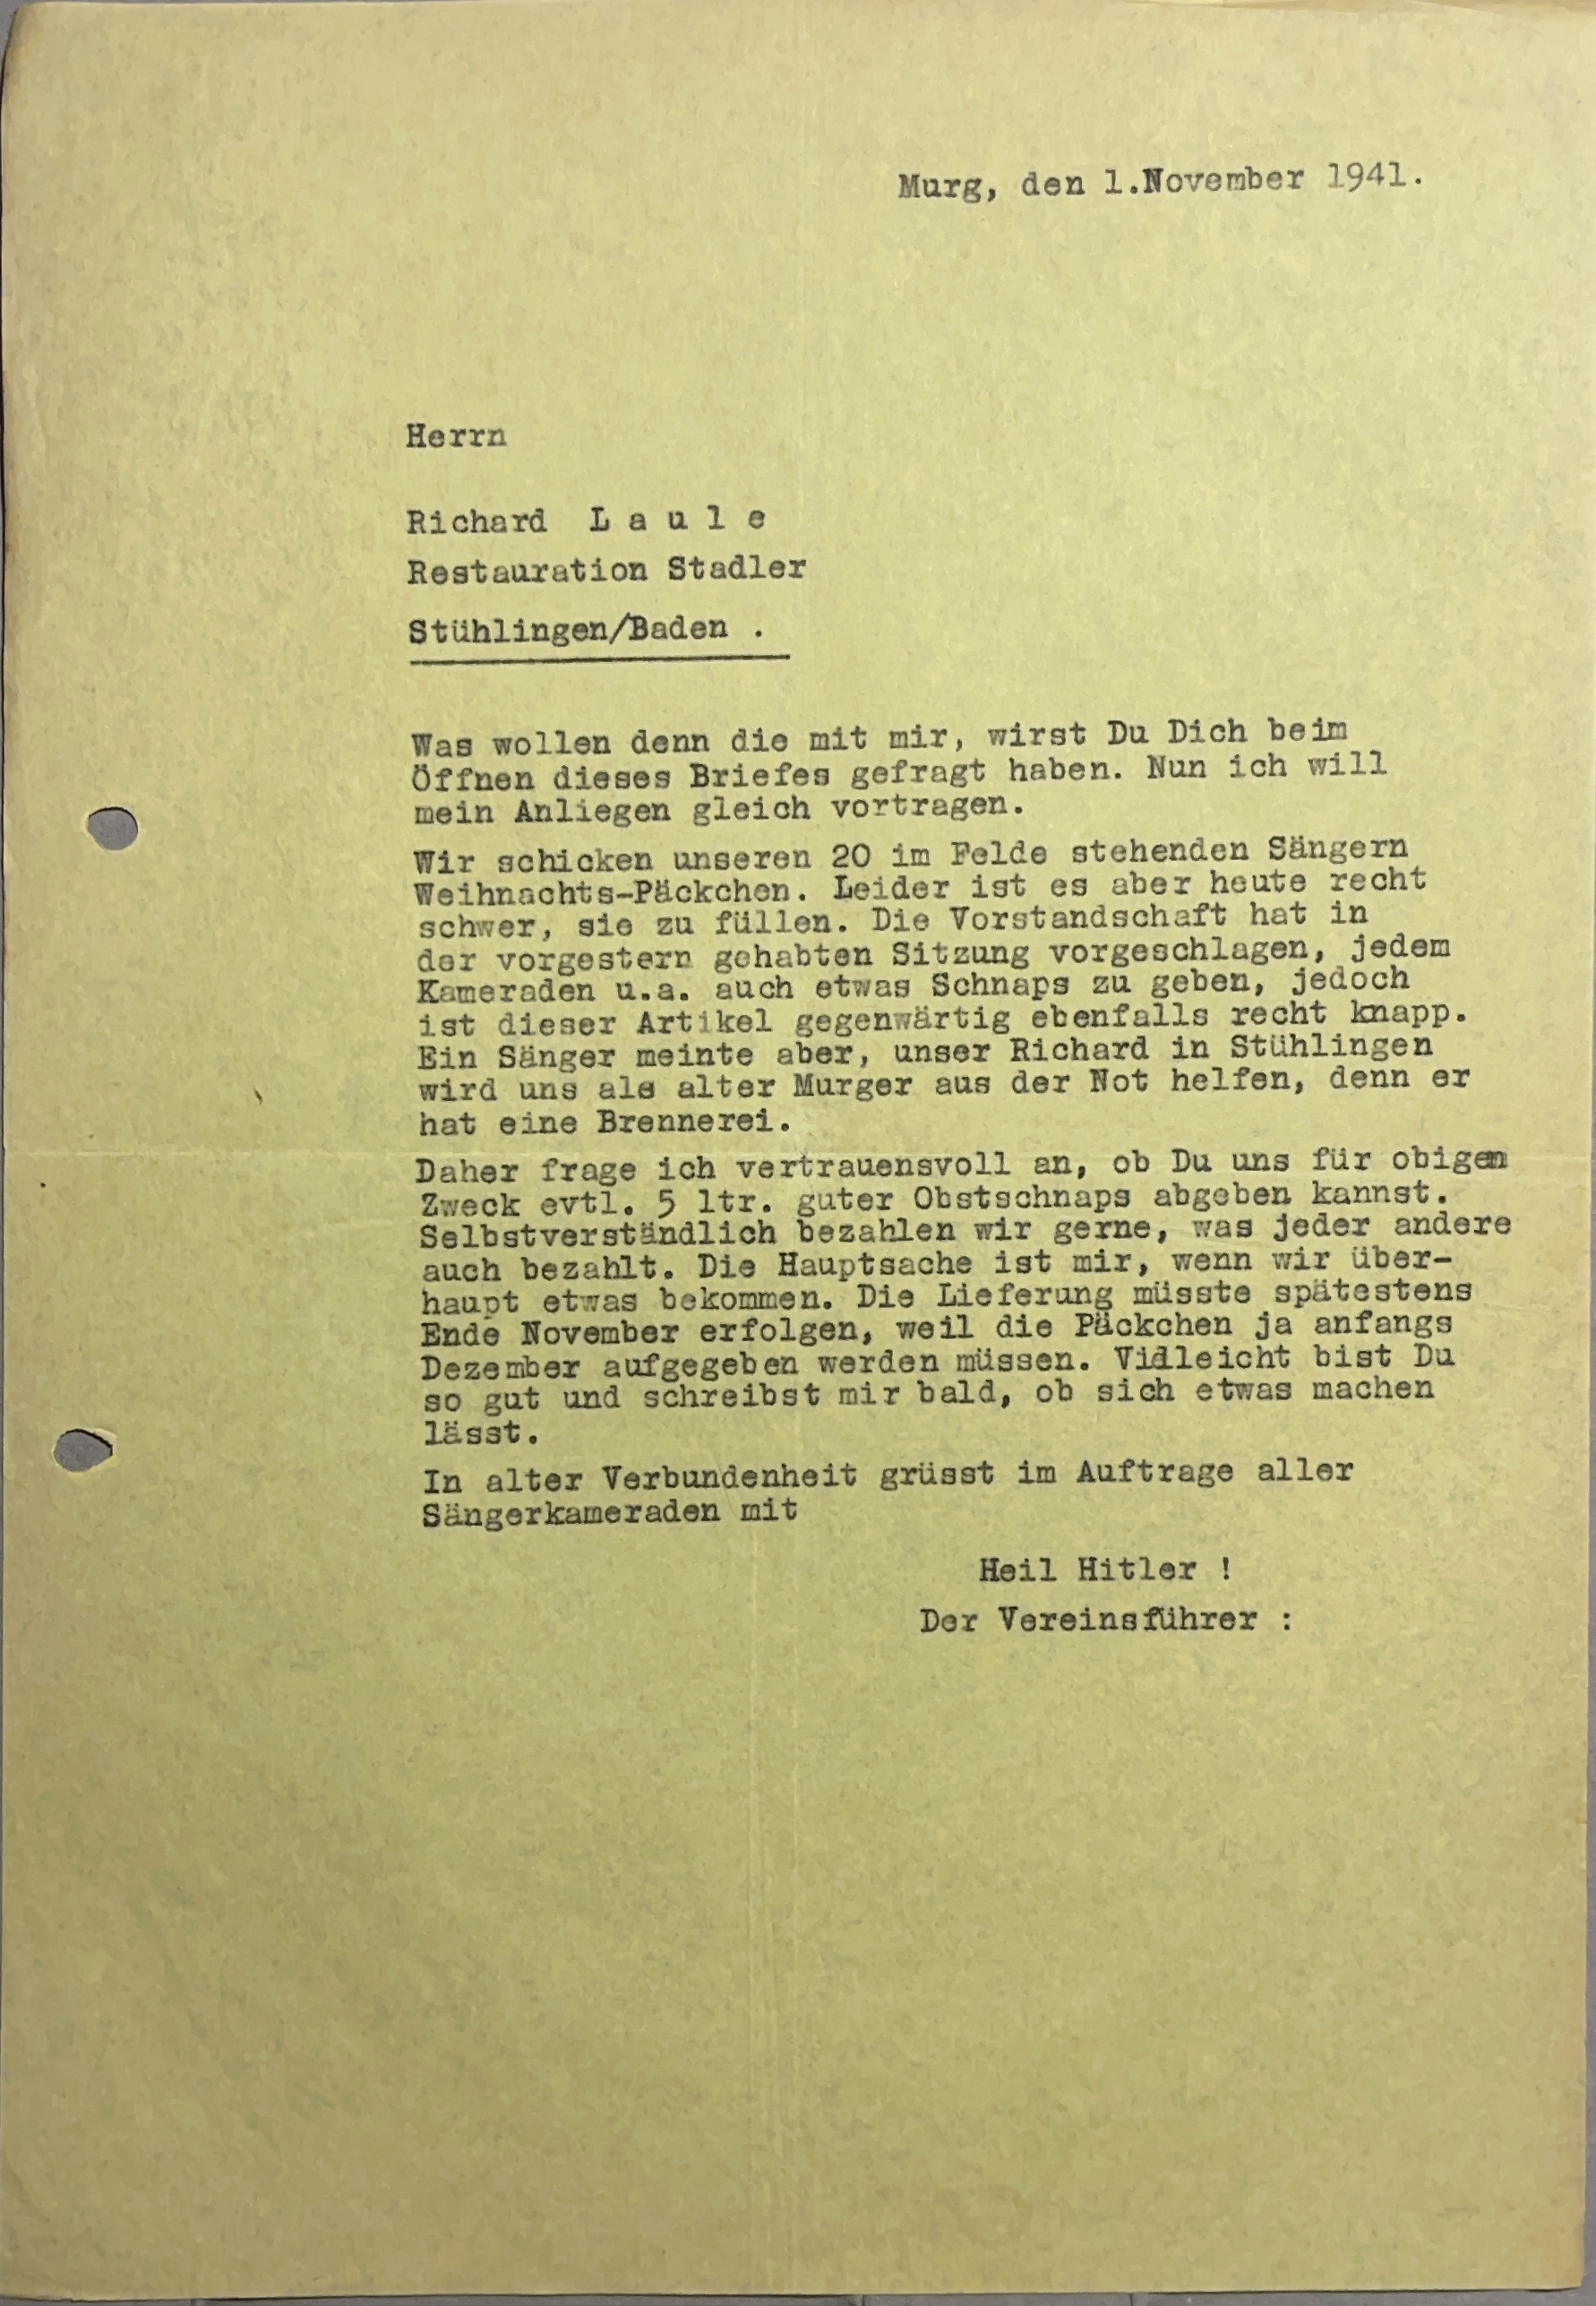 Murg, den 1.November 1941.
Herrn
Richard L a u l e
Restauration Stadler
Stühlingen/Baden .
Was wollen denn die mit mir, wirst Du Dich beim
Öffnen dieses Briefes gefragt haben. Nun ich will
mein Anliegen gleich vortragen.
Wir schicken unseren 20 im Felde stehenden Sängern
Weihnachts-Päckchen. Leider ist es aber heute recht
schwer, sie zu füllen. Die Vorstandschaft hat in
der vorgestern gehabten Sitzung vorgeschlagen, jedem
Kameraden u.a. auch etwas Schnaps zu geben, jedoch
ist dieser Artikel gegenwärtig ebenfalls recht knapp.
Ein Sänger meinte aber, unser Richard in Stühlingen
wird uns als alter Murger aus der Not helfen, denn er
hat eine Brennerei.
Daher frage ich vertrauensvoll an, ob Du uns für obigen
Zweck evtl. 5 ltr. guter Obstschnaps abgeben kannst.
Selbstverständlich bezahlen wir gerne, was jeder andere
auch bezahlt. Die Hauptsache ist mir, wenn wir über-
haupt etwas bekommen. Die Lieferung müsste spätestens
Ende November erfolgen, weil die Päckchen ja anfangs
Dezember aufgegeben werden müssen. Vidleicht bist Du
so gut und schreibst mir bald, ob sich etwas machen
lässt.
In alter Verbundenheit grüsst im Auftrage aller
Sängerkameraden mit
Heil Hitler !
Der Vereinsführer :